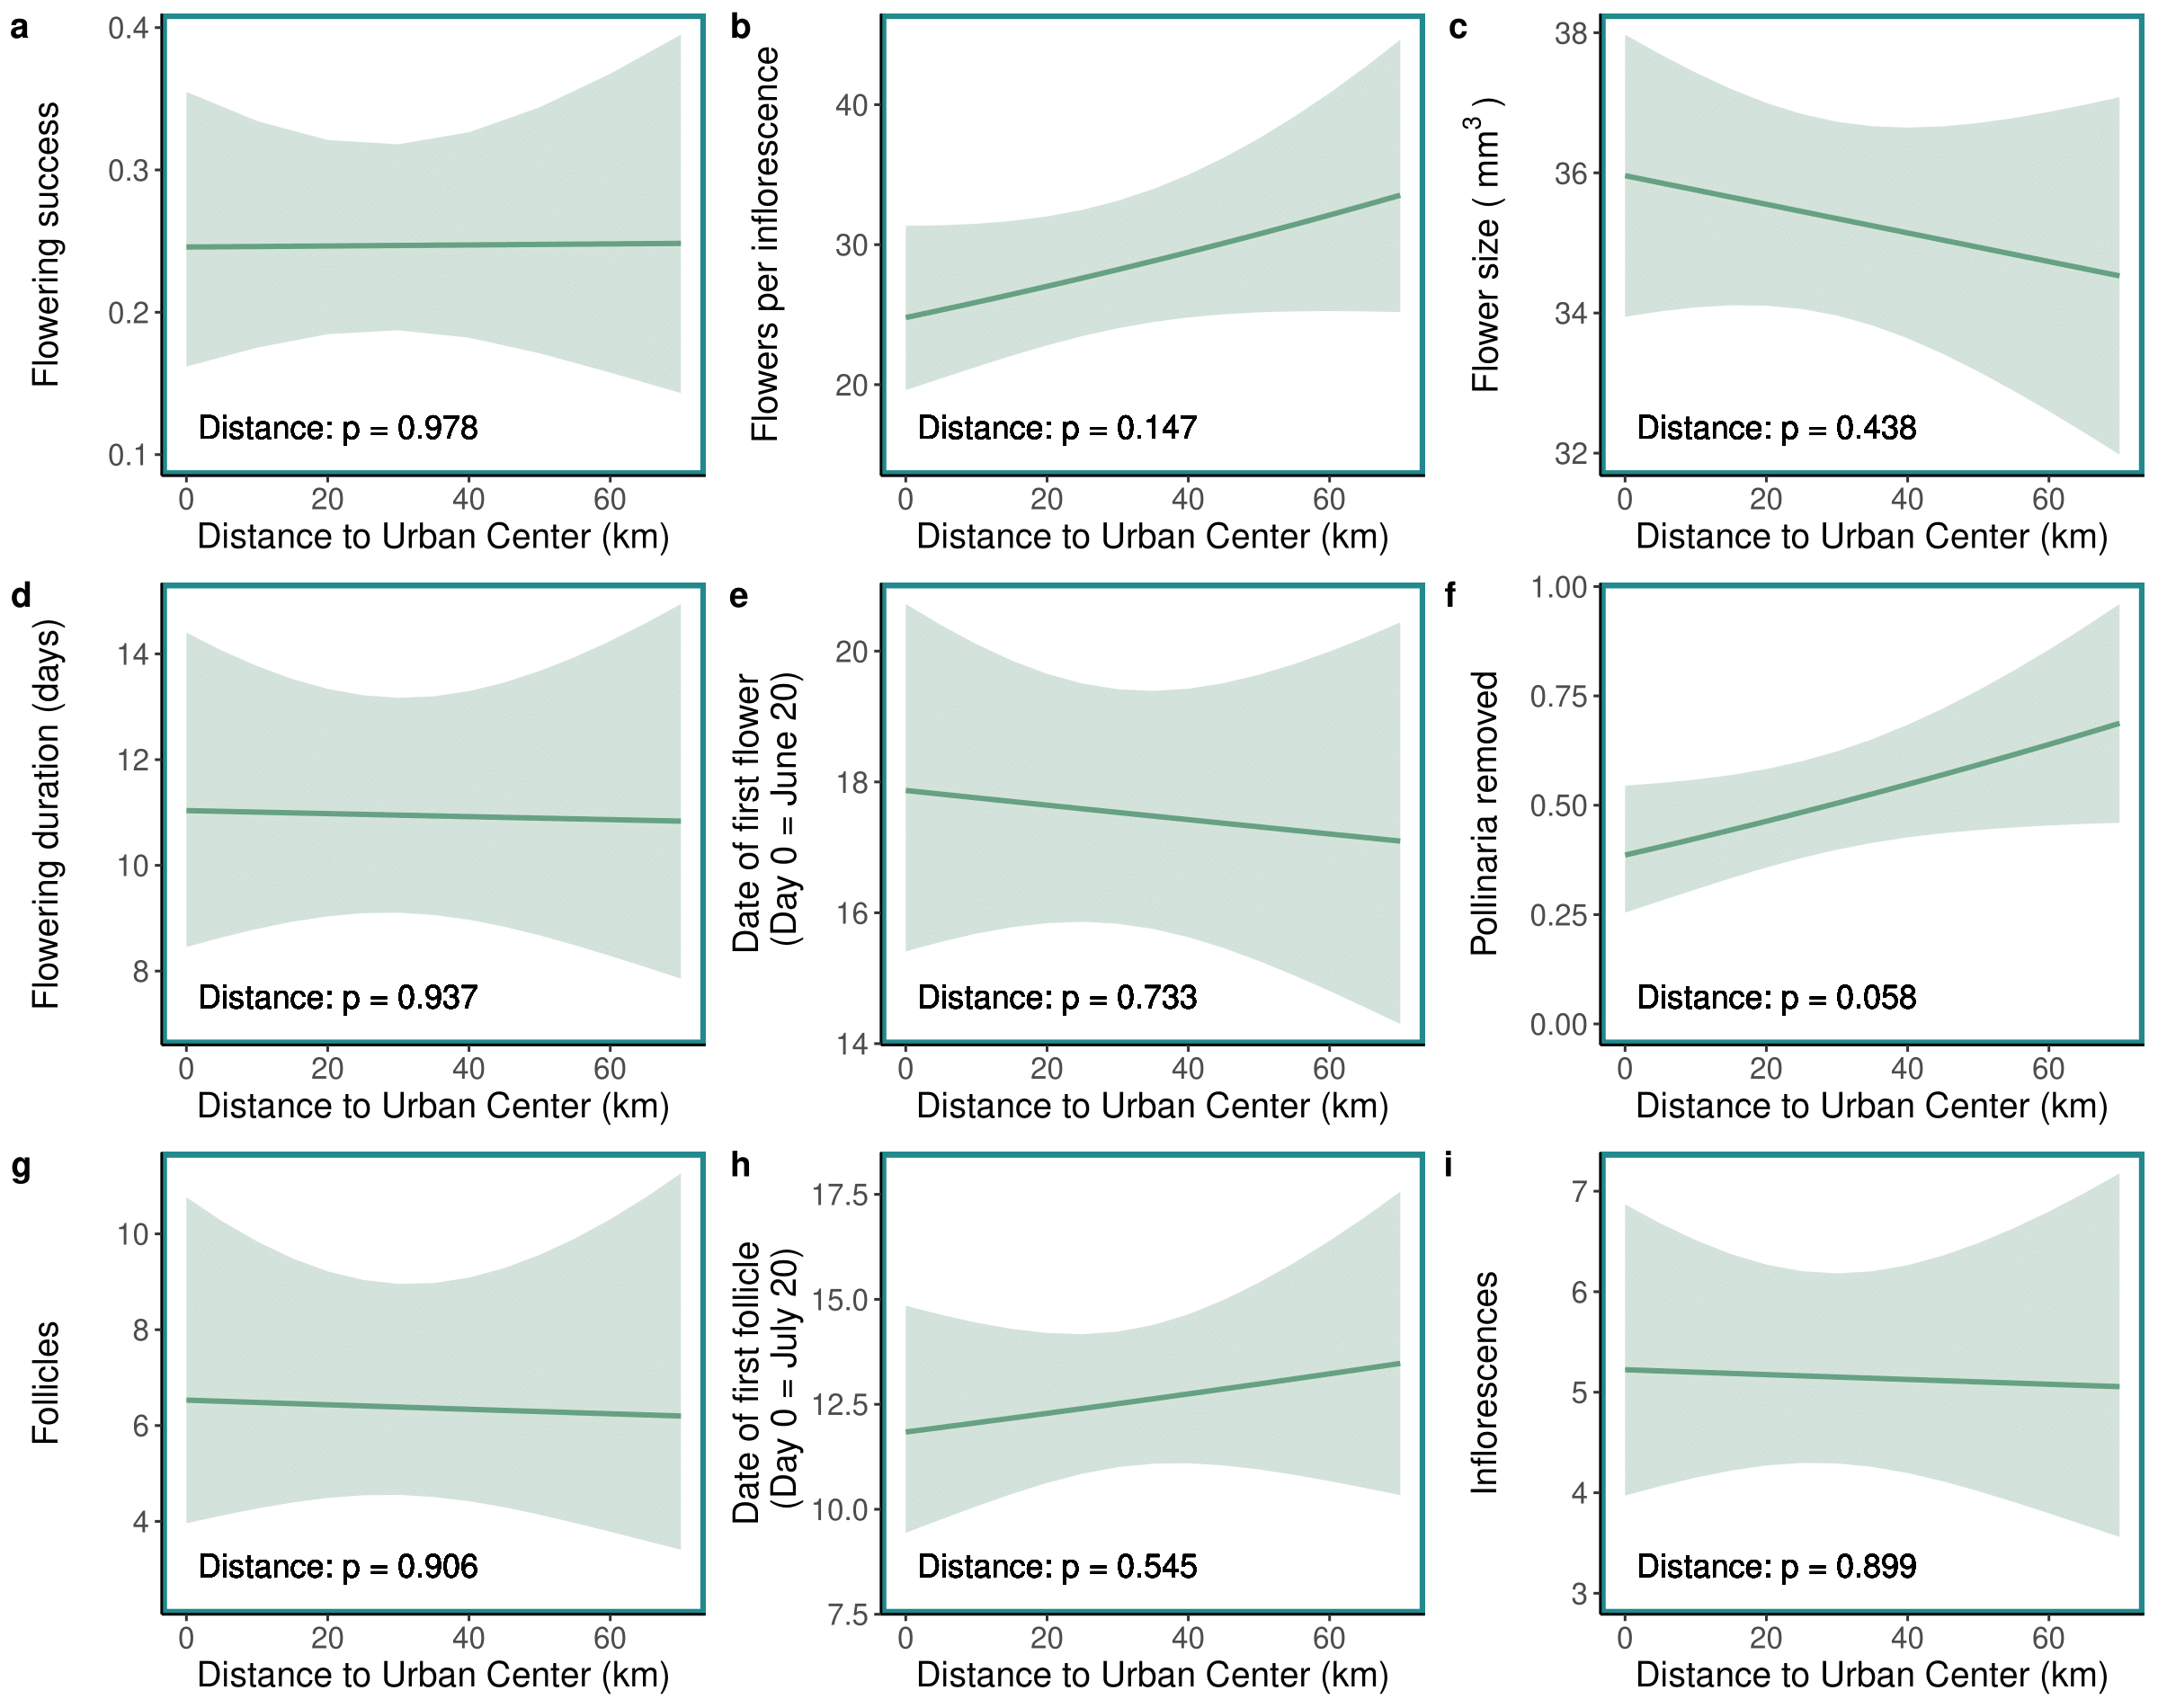 a
Flowering success
0.4
0.3
0.2
0.1
Distance: p = 0.978
0 20 40 60
Distance to Urban Center (km)
b
Flowers per inflorescence
40
30
20
Distance: p = 0.147
0 20 40 60
Distance to Urban Center (km)
c
Flower size ( mm³ )
38
36
34
32
Distance: p = 0.438
0 20 40 60
Distance to Urban Center (km)
d
Flowering duration (days)
14
12
10
8
Distance: p = 0.937
0 20 40 60
Distance to Urban Center (km)
e
Date of first flower
(Day 0 = June 20)
20
18
16
14
Distance: p = 0.733
0 20 40 60
Distance to Urban Center (km)
f
Pollinaria removed
1.00
0.75
0.50
0.25
0.00
Distance: p = 0.058
0 20 40 60
Distance to Urban Center (km)
g
Follicles
10
8
6
4
Distance: p = 0.906
0 20 40 60
Distance to Urban Center (km)
h
Date of first follicle
(Day 0 = July 20)
17.5
15.0
12.5
10.0
7.5
Distance: p = 0.545
0 20 40 60
Distance to Urban Center (km)
i
Inflorescences
7
6
5
4
3
Distance: p = 0.899
0 20 40 60
Distance to Urban Center (km)